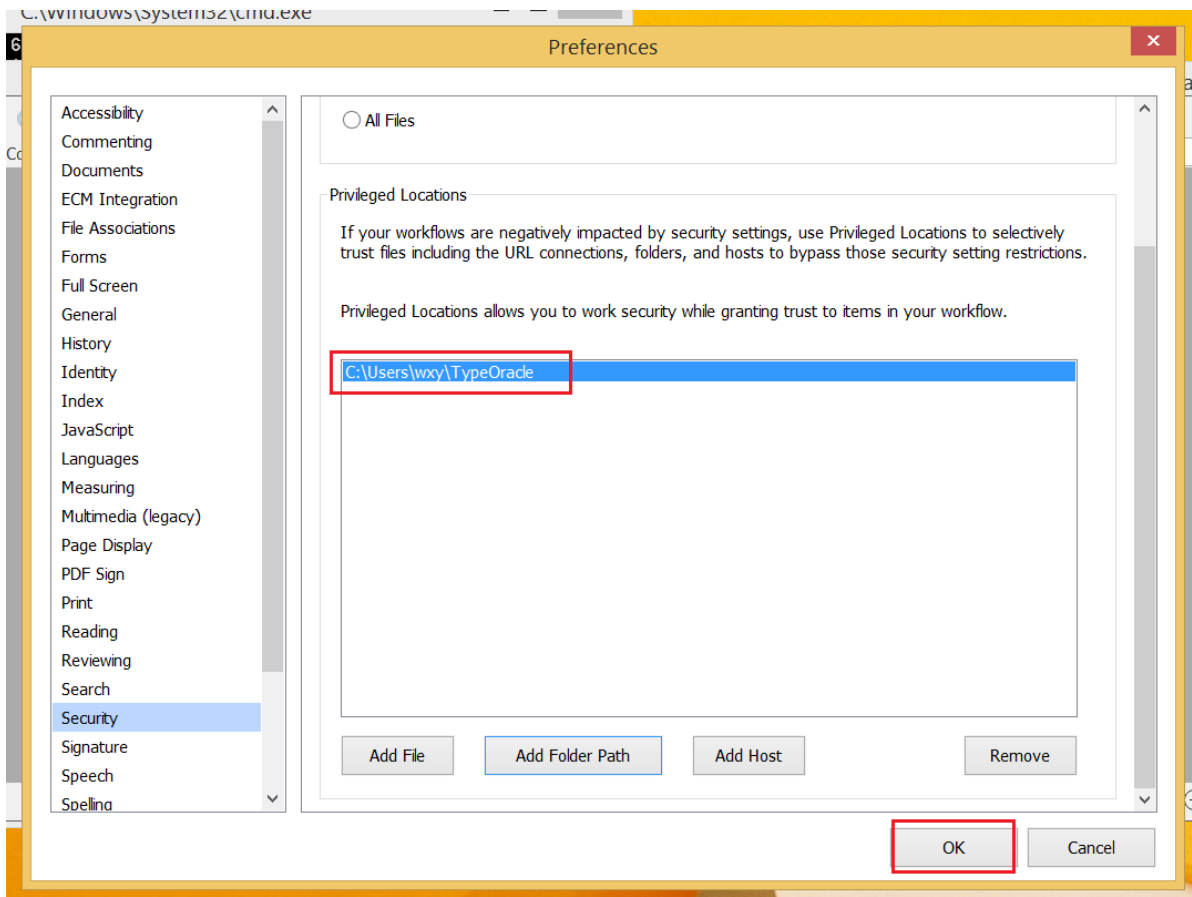 C:\Windows\System32\cmd.exe
6
Preferences
Accessibility
Commenting
Documents
ECM Integration
File Associations
Forms
Full Screen
General
History
Identity
Index
JavaScript
Languages
Measuring
Multimedia (legacy)
Page Display
PDF Sign
Print
Reading
Reviewing
Search
Security
Signature
Speech
Spelling
All Files
Privileged Locations
If your workflows are negatively impacted by security settings, use Privileged Locations to selectively
trust files including the URL connections, folders, and hosts to bypass those security setting restrictions.
Privileged Locations allows you to work security while granting trust to items in your workflow.
C:\Users\wxy\TypeOracle
Add File
Add Folder Path
Add Host
Remove
OK
Cancel